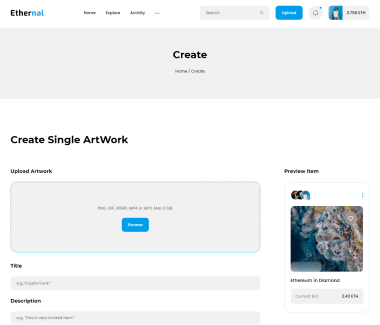 Ethernal
Home
Explore
Activity
...
Search
Upload
3.756 ETH
Create
Home / Create
Create Single ArtWork
Upload Artwork
PNG, GIF, WEBP, MP4 or MP3. Max 2 GB.
Browse
Title
e.g "Crypto Funk"
Description
e.g. "This is very limited item"
Preview Item
Ethereum in Diamond
Current Bid
2.43 ETH